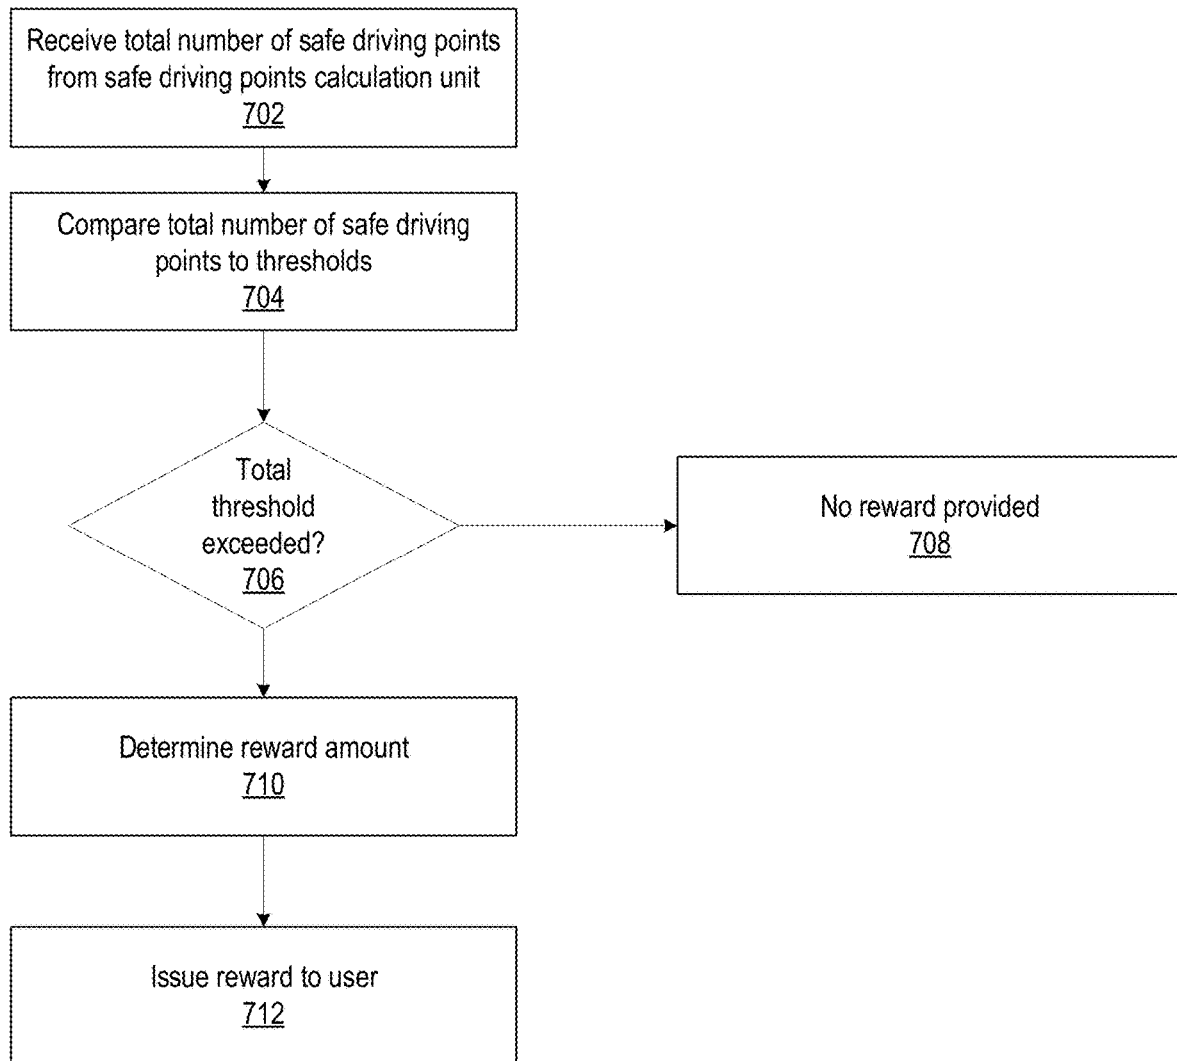 Receive total number of safe driving points
from safe driving points calculation unit
702
Compare total number of safe driving
points to thresholds
704
Total
threshold
exceeded?
706
No reward provided
708
Determine reward amount
710
Issue reward to user
712